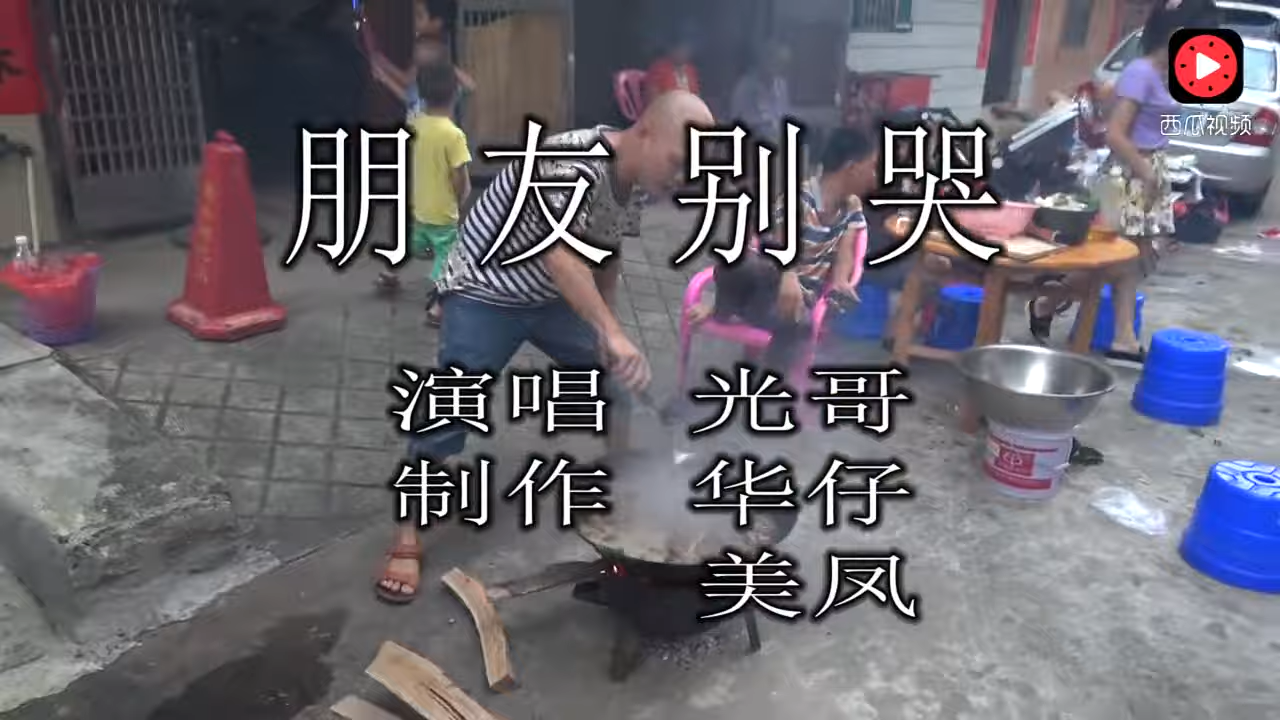 西瓜视频
朋友别哭
演唱 光哥
制作 华仔
美凤